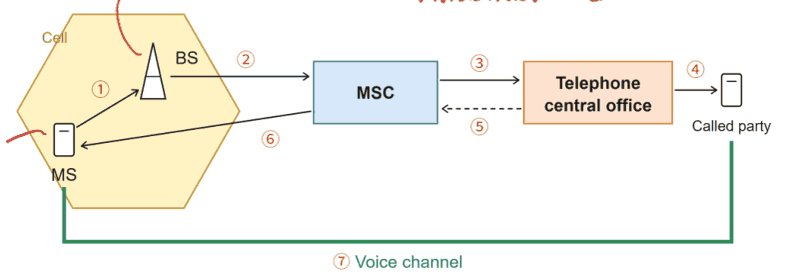 Cell
BS
②
①
MSC
③
Telephone
central office
④
⑤
⑥
Called party
MS
⑦ Voice channel